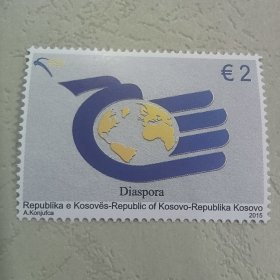 € 2
Diaspora
Republika e Kosovës-Republic of Kosovo-Republika Kosovo
A.Konjufca
2015